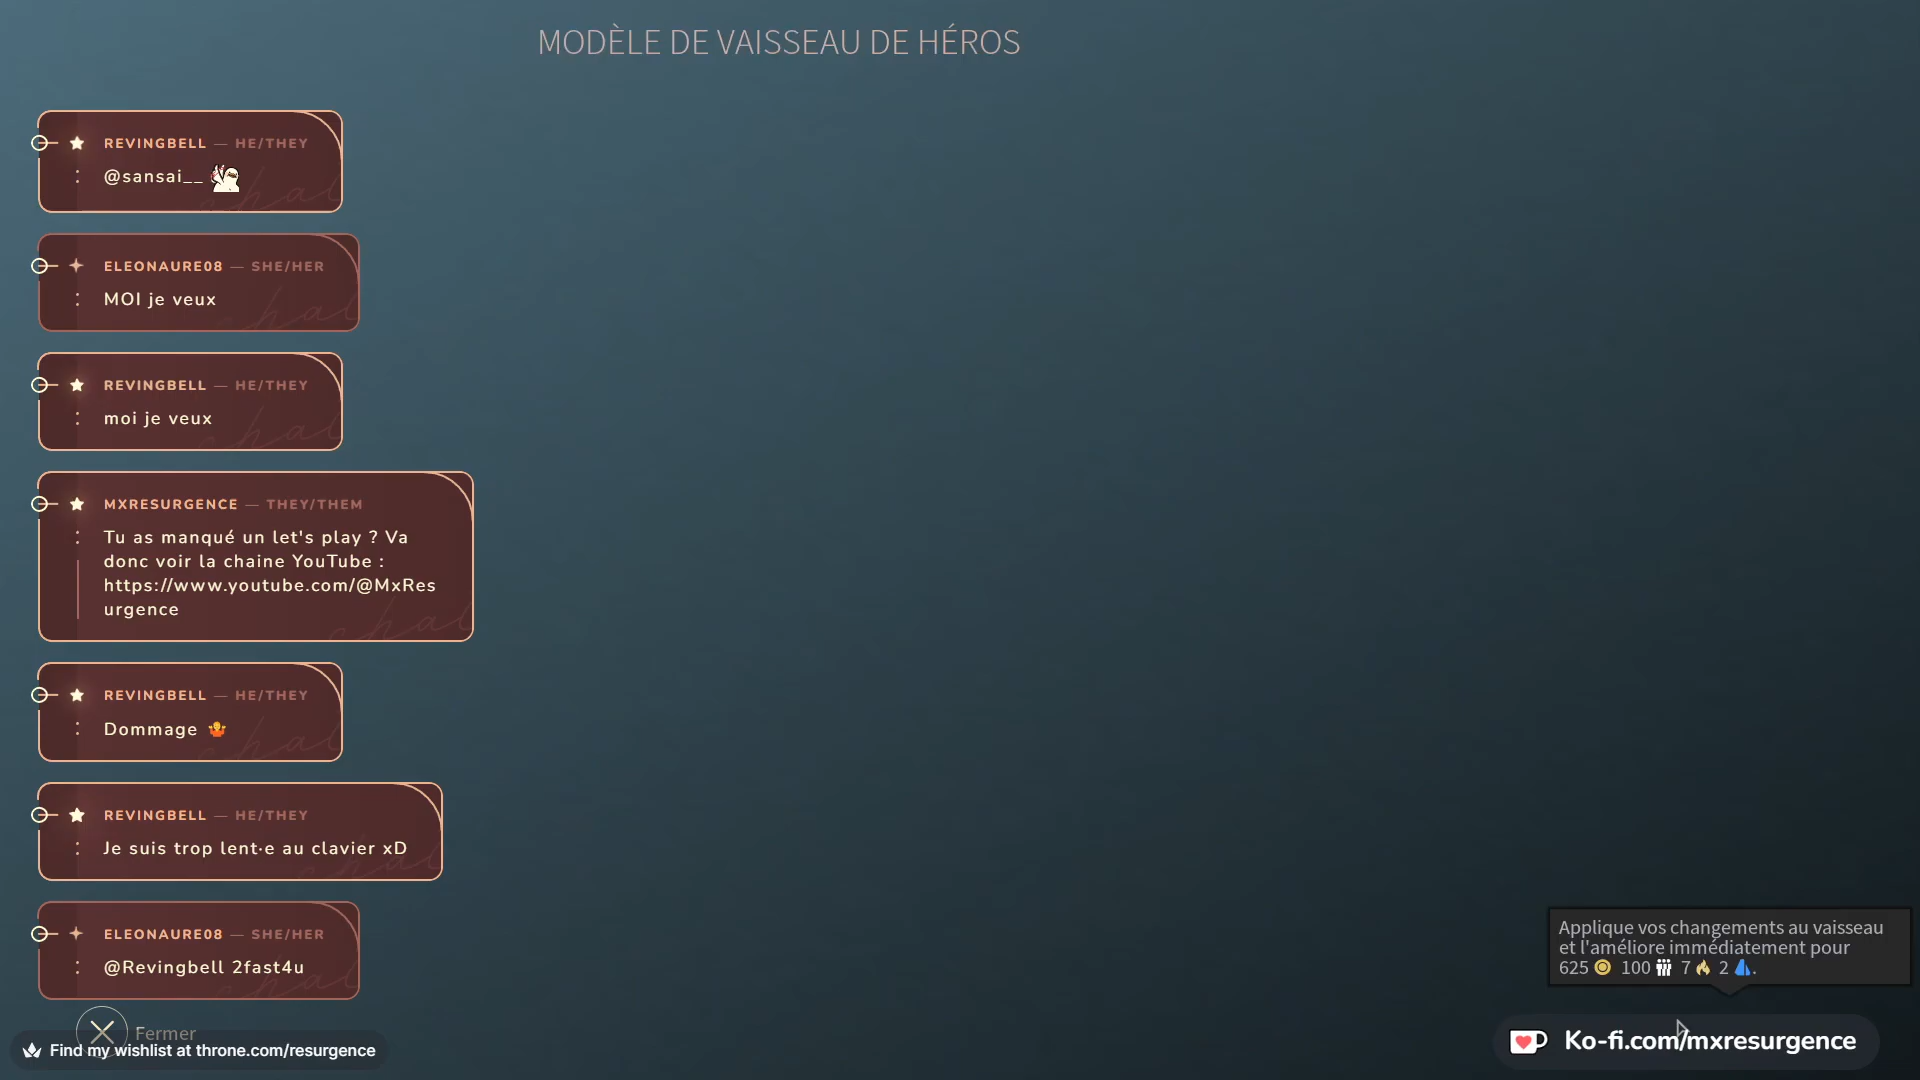 MODÈLE DE VAISSEAU DE HÉROS
REVINGBELL — HE/THEY
: @sansai__
ELEONAURE08 — SHE/HER
: MOI je veux
REVINGBELL — HE/THEY
: moi je veux
MXRESURGENCE — THEY/THEM
: Tu as manqué un let's play ? Va
donc voir la chaine YouTube :
https://www.youtube.com/@MxRes
urgence
REVINGBELL — HE/THEY
: Dommage 🤷
REVINGBELL — HE/THEY
: Je suis trop lent·e au clavier xD
ELEONAURE08 — SHE/HER
: @Revingbell 2fast4u
Applique vos changements au vaisseau
et l'améliore immédiatement pour
625 100 7 2 .
Fermer
Find my wishlist at throne.com/resurgence
Ko-fi.com/mxresurgence